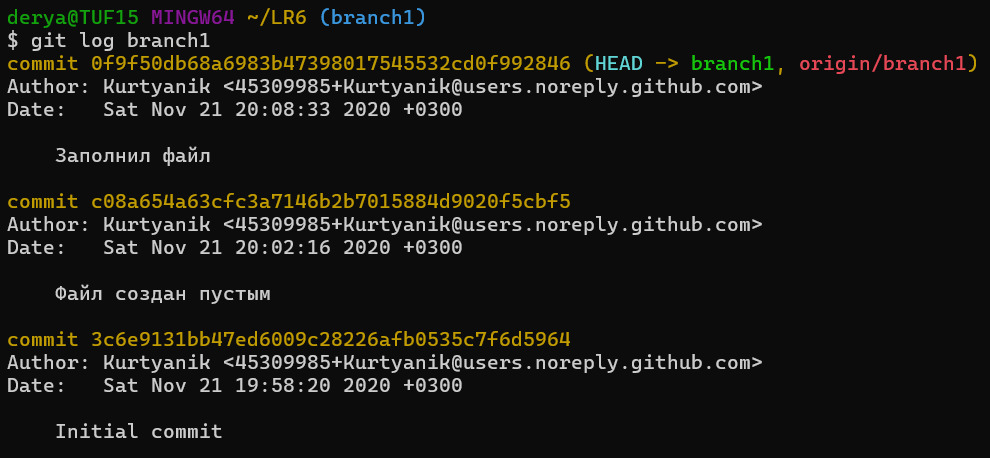 derya@TUF15 MINGW64 ~/LR6 (branch1)
$ git log branch1
commit 0f9f50db68a6983b47398017545532cd0f992846 (HEAD -> branch1, origin/branch1)
Author: Kurtyanik <45309985+Kurtyanik@users.noreply.github.com>
Date:   Sat Nov 21 20:08:33 2020 +0300
    Заполнил файл
commit c08a654a63cfc3a7146b2b7015884d9020f5cbf5
Author: Kurtyanik <45309985+Kurtyanik@users.noreply.github.com>
Date:   Sat Nov 21 20:02:16 2020 +0300
    Файл создан пустым
commit 3c6e9131bb47ed6009c28226afb0535c7f6d5964
Author: Kurtyanik <45309985+Kurtyanik@users.noreply.github.com>
Date:   Sat Nov 21 19:58:20 2020 +0300
    Initial commit